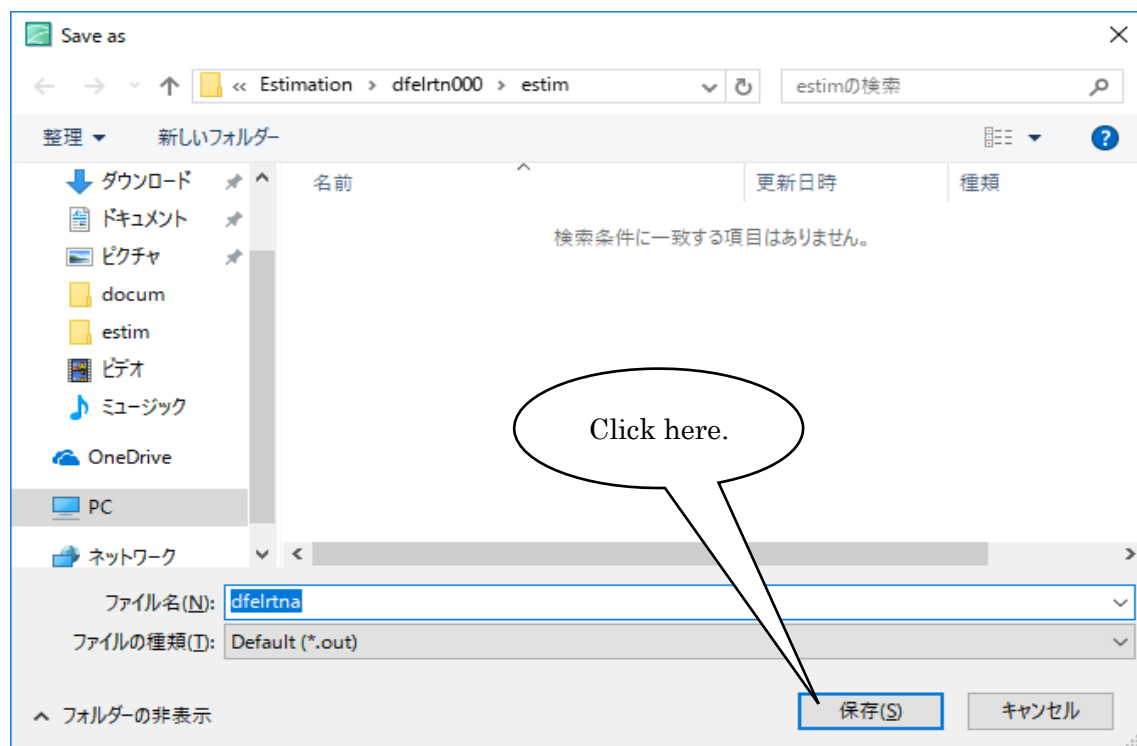 Save as
« Estimation > dfelrtn000 > estim
estimの検索
整理
新しいフォルダー
名前
更新日時
種類
検索条件に一致する項目はありません。
ダウンロード
ドキュメント
ピクチャ
docum
estim
ビデオ
ミュージック
OneDrive
PC
ネットワーク
Click here.
ファイル名(N): dfelrtna
ファイルの種類(T): Default (*.out)
フォルダーの非表示
保存(S)
キャンセル